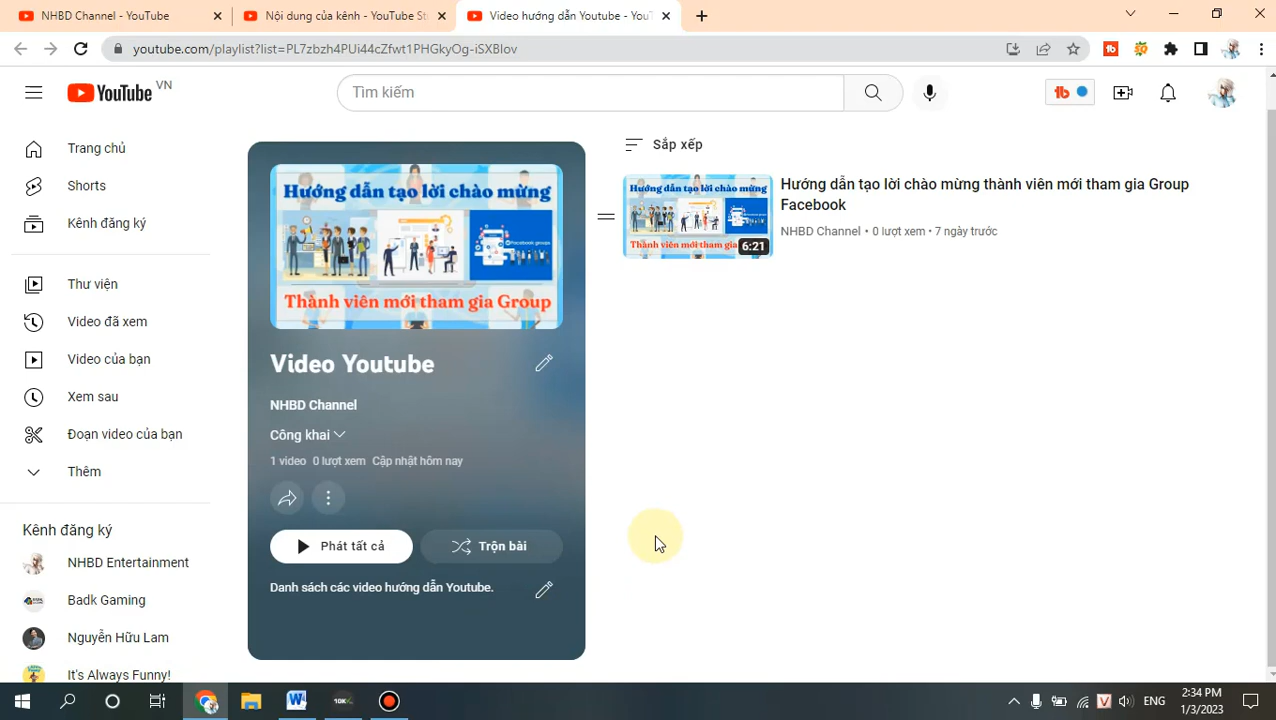 NHBD Channel - YouTube
Nội dung của kênh - YouTube St
Video hướng dẫn Youtube - You
youtube.com/playlist?list=PL7zbzh4PUi44cZfwt1PHGkyOg-iSXBIov
YouTube VN
Tìm kiếm
Trang chủ
Shorts
Kênh đăng ký
Thư viện
Video đã xem
Video của bạn
Xem sau
Đoạn video của bạn
Thêm
Kênh đăng ký
NHBD Entertainment
Badk Gaming
Nguyễn Hữu Lam
It's Always Funny!
Hướng dẫn tạo lời chào mừng
Facebook groups
Thành viên mới tham gia Group
Video Youtube
NHBD Channel
Công khai
1 video 0 lượt xem Cập nhật hôm nay
Phát tất cả
Trộn bài
Danh sách các video hướng dẫn Youtube.
Sắp xếp
Hướng dẫn tạo lời chào mừng
Thành viên mới tham gia
6:21
Hướng dẫn tạo lời chào mừng thành viên mới tham gia Group
Facebook
NHBD Channel • 0 lượt xem • 7 ngày trước
10K
V
ENG
2:34 PM
1/3/2023